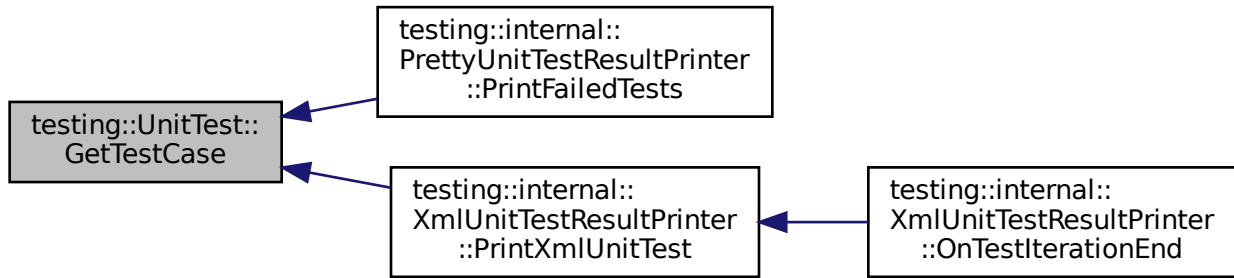 testing::UnitTest::
GetTestCase
testing::internal::
PrettyUnitTestResultPrinter
::PrintFailedTests
testing::internal::
XmlUnitTestResultPrinter
::PrintXmlUnitTest
testing::internal::
XmlUnitTestResultPrinter
::OnTestIterationEnd